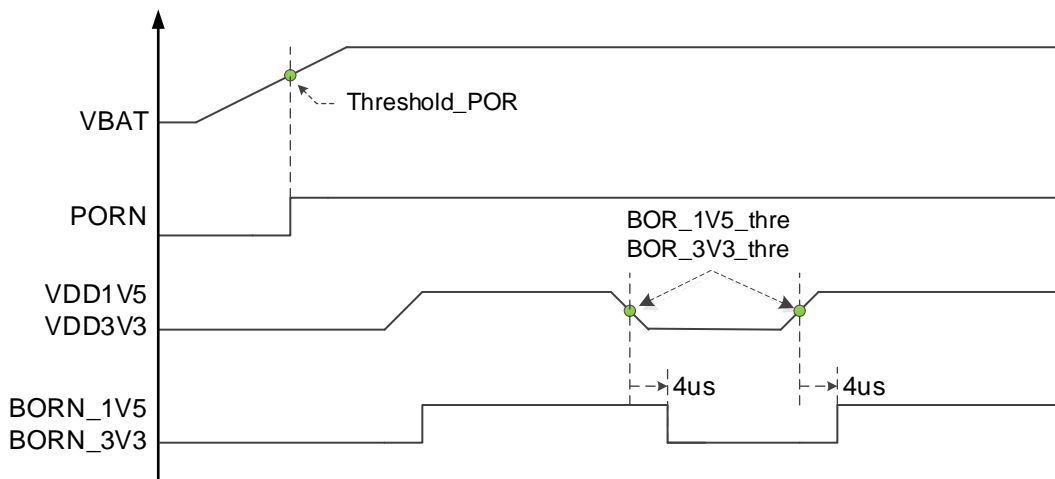 Threshold_POR
VBAT
PORN
BOR_1V5_thre
BOR_3V3_thre
VDD1V5
VDD3V3
4us
4us
BORN_1V5
BORN_3V3